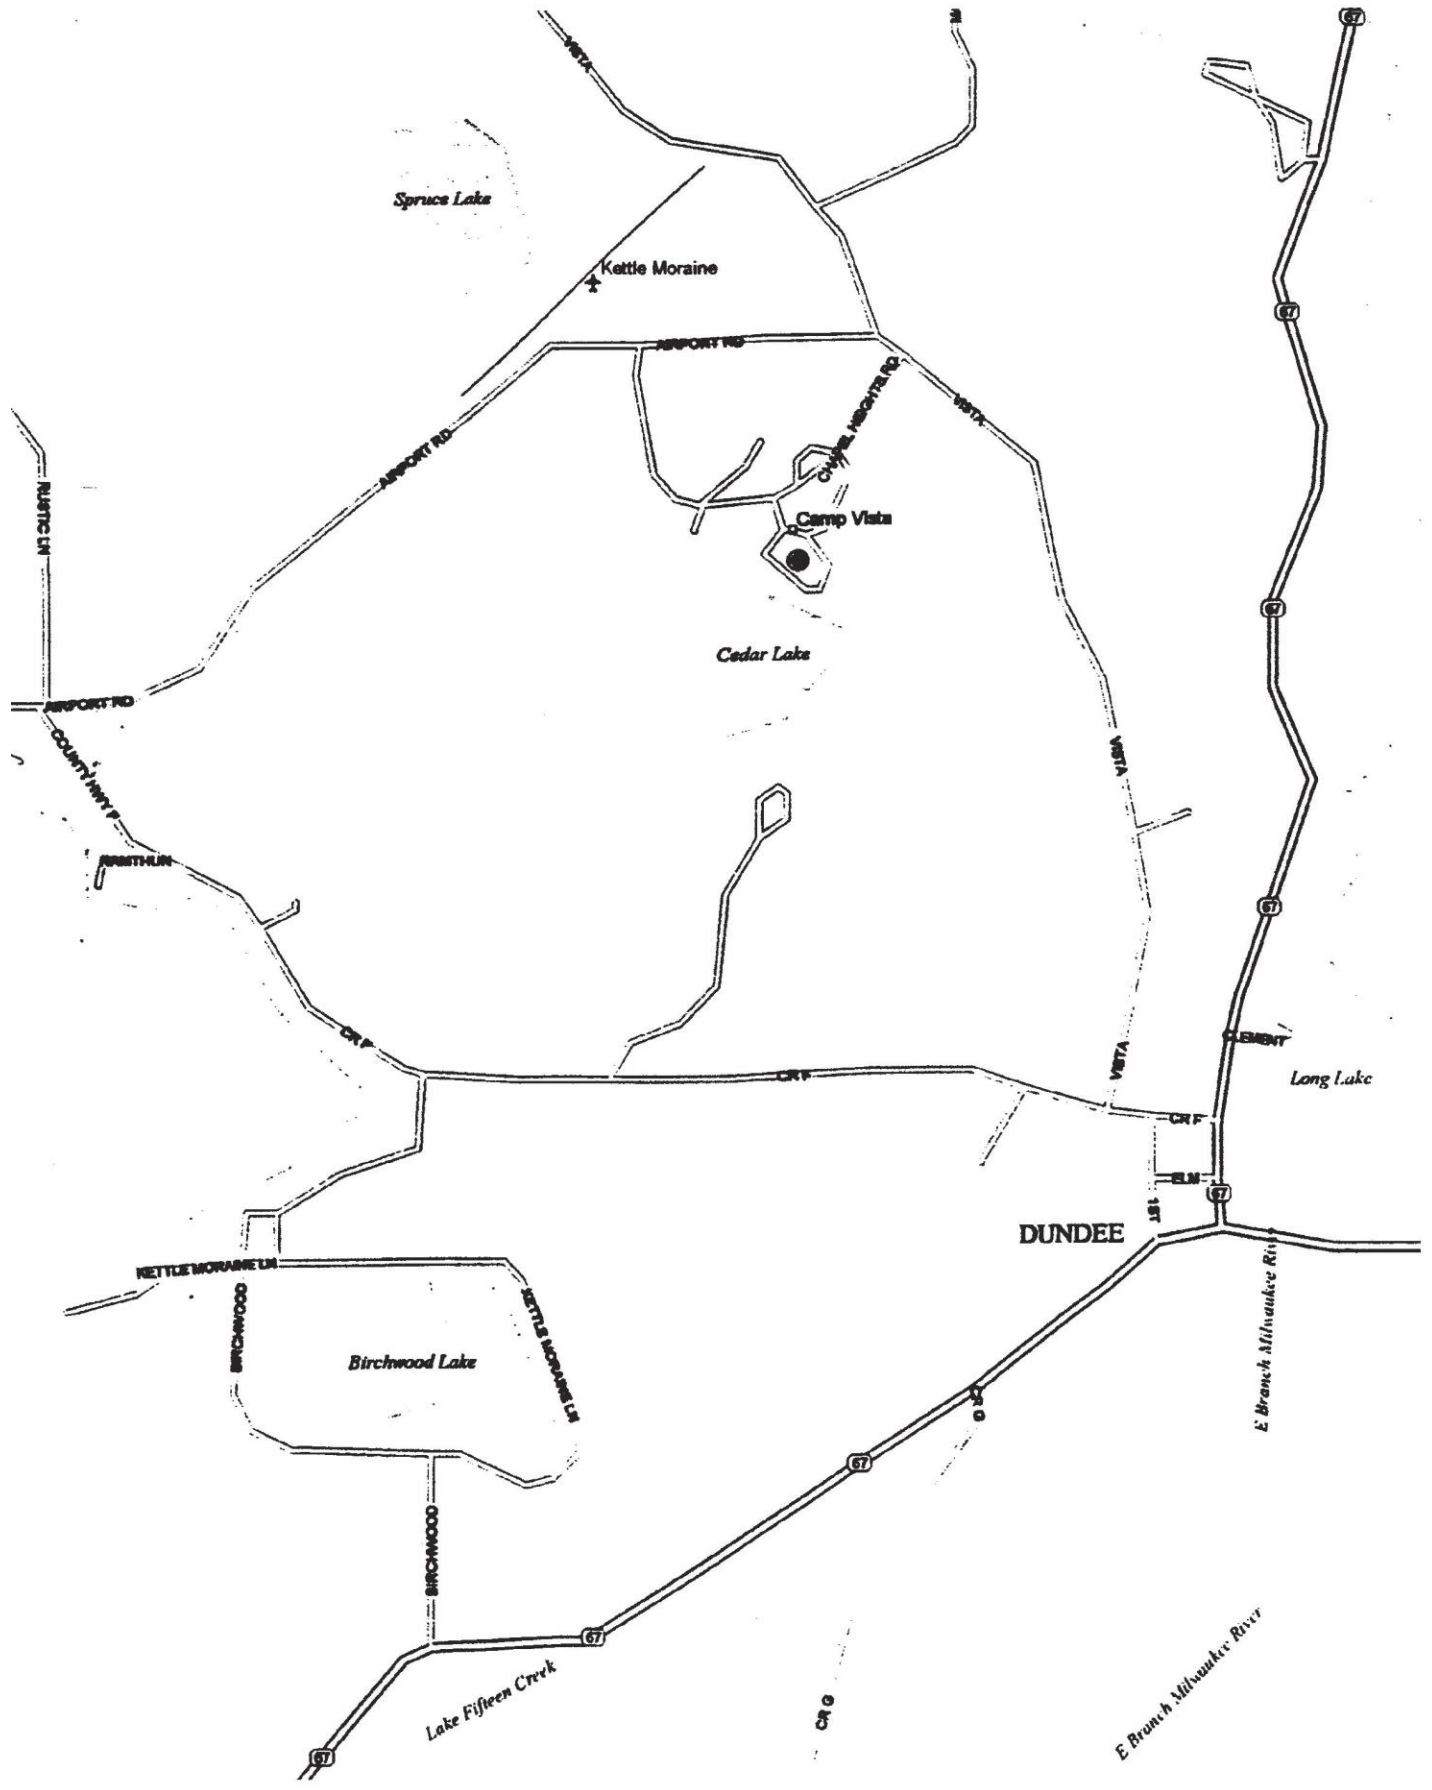 67
VISTA
Spruce Lake
Kettle Moraine
67
AIRPORT RD
CHAPEL HEIGHTS RD
VISTA
AIRPORT RD
RUSTIC LN
Camp Vista
67
Cedar Lake
AIRPORT RD
COUNTY HWY F
VISTA
RAMTHUN
67
CR F
CLEMENT
VISTA
CR F
Long Lake
CR F
ELM
67
1ST
DUNDEE
KETTLE MORAINE LN
E Branch Milwaukee River
BIRCHWOOD
KETTLE MORAINE LN
Birchwood Lake
CR G
67
BIRCHWOOD
67
Lake Fifteen Creek
CR G
E Branch Milwaukee River
67